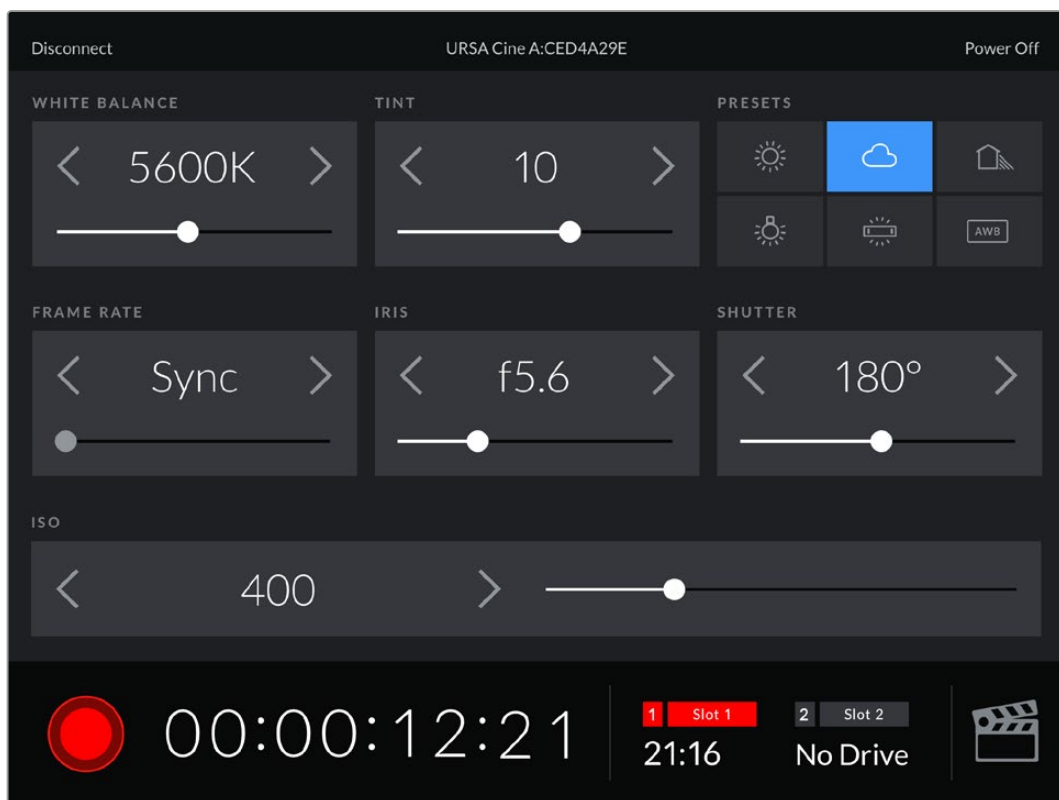 Disconnect
URSA Cine A:CED4A29E
Power Off
WHITE BALANCE
TINT
PRESETS
5600K
10
AWB
FRAME RATE
IRIS
SHUTTER
Sync
f5.6
180°
ISO
400
00:00:12:21
1 Slot 1
21:16
2 Slot 2
No Drive